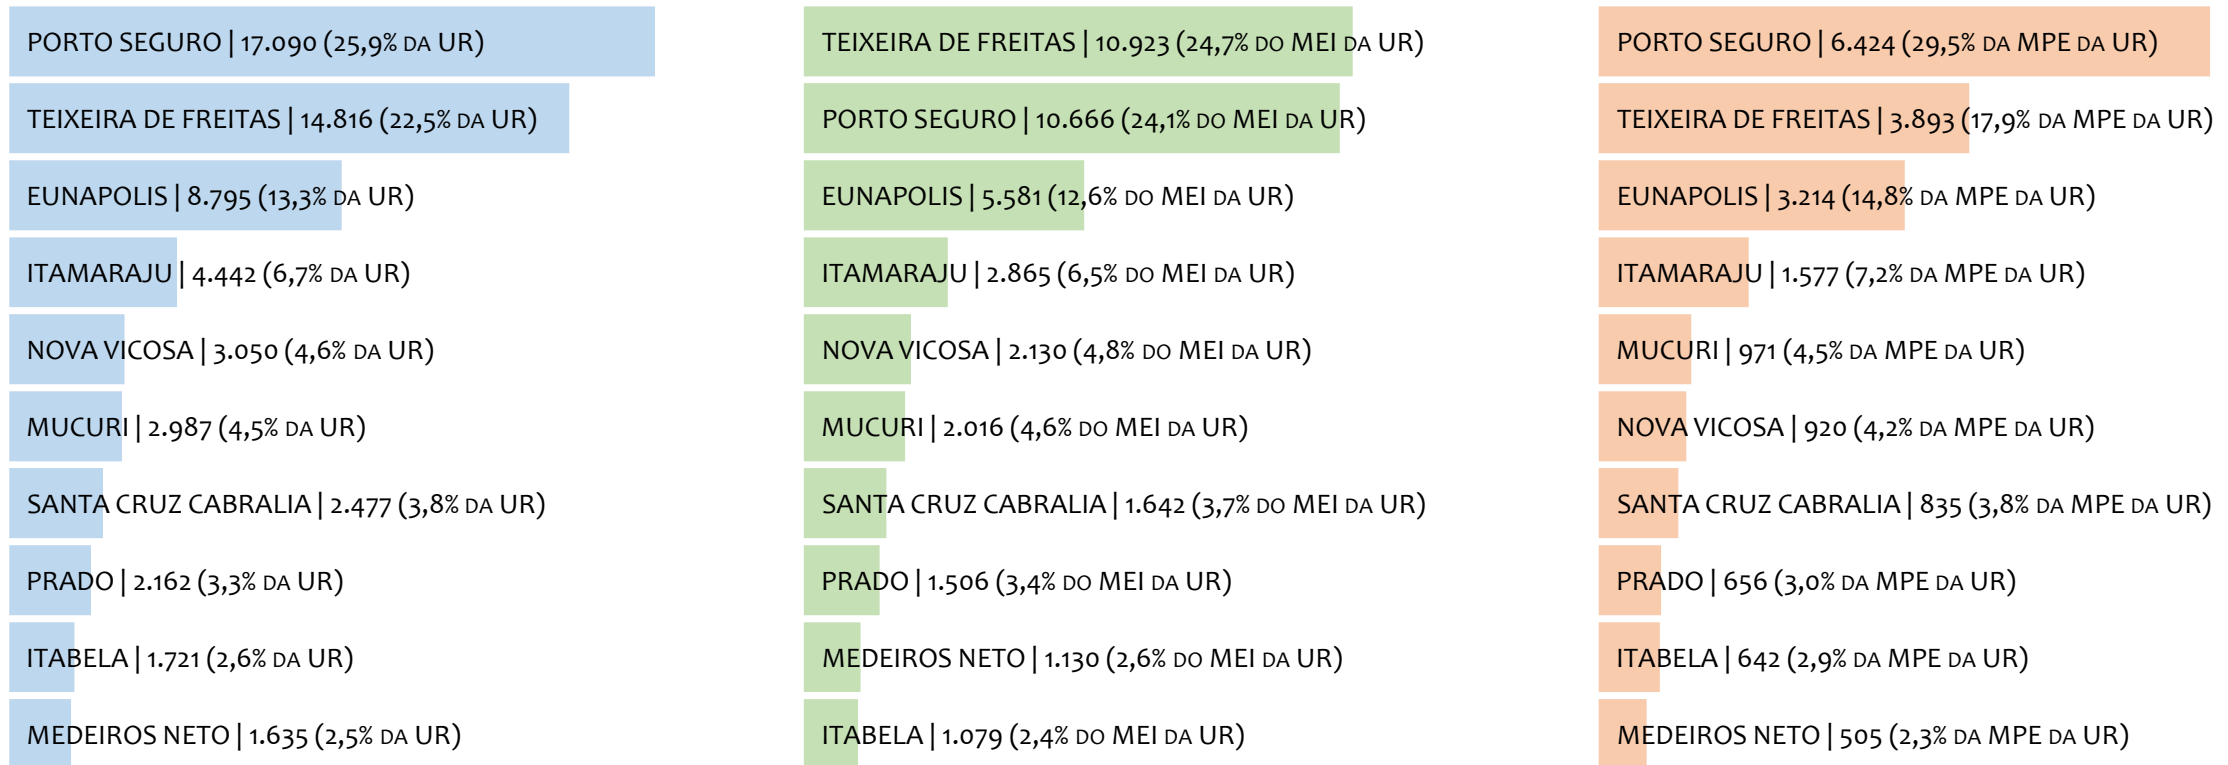 PORTO SEGURO | 17.090 (25,9% DA UR)
TEIXEIRA DE FREITAS | 14.816 (22,5% DA UR)
EUNAPOLIS | 8.795 (13,3% DA UR)
ITAMARAJU | 4.442 (6,7% DA UR)
NOVA VICOSA | 3.050 (4,6% DA UR)
MUCURI | 2.987 (4,5% DA UR)
SANTA CRUZ CABRALIA | 2.477 (3,8% DA UR)
PRADO | 2.162 (3,3% DA UR)
ITABELA | 1.721 (2,6% DA UR)
MEDEIROS NETO | 1.635 (2,5% DA UR)
TEIXEIRA DE FREITAS | 10.923 (24,7% DO MEI DA UR)
PORTO SEGURO | 10.666 (24,1% DO MEI DA UR)
EUNAPOLIS | 5.581 (12,6% DO MEI DA UR)
ITAMARAJU | 2.865 (6,5% DO MEI DA UR)
NOVA VICOSA | 2.130 (4,8% DO MEI DA UR)
MUCURI | 2.016 (4,6% DO MEI DA UR)
SANTA CRUZ CABRALIA | 1.642 (3,7% DO MEI DA UR)
PRADO | 1.506 (3,4% DO MEI DA UR)
MEDEIROS NETO | 1.130 (2,6% DO MEI DA UR)
ITABELA | 1.079 (2,4% DO MEI DA UR)
PORTO SEGURO | 6.424 (29,5% DA MPE DA UR)
TEIXEIRA DE FREITAS | 3.893 (17,9% DA MPE DA UR)
EUNAPOLIS | 3.214 (14,8% DA MPE DA UR)
ITAMARAJU | 1.577 (7,2% DA MPE DA UR)
MUCURI | 971 (4,5% DA MPE DA UR)
NOVA VICOSA | 920 (4,2% DA MPE DA UR)
SANTA CRUZ CABRALIA | 835 (3,8% DA MPE DA UR)
PRADO | 656 (3,0% DA MPE DA UR)
ITABELA | 642 (2,9% DA MPE DA UR)
MEDEIROS NETO | 505 (2,3% DA MPE DA UR)